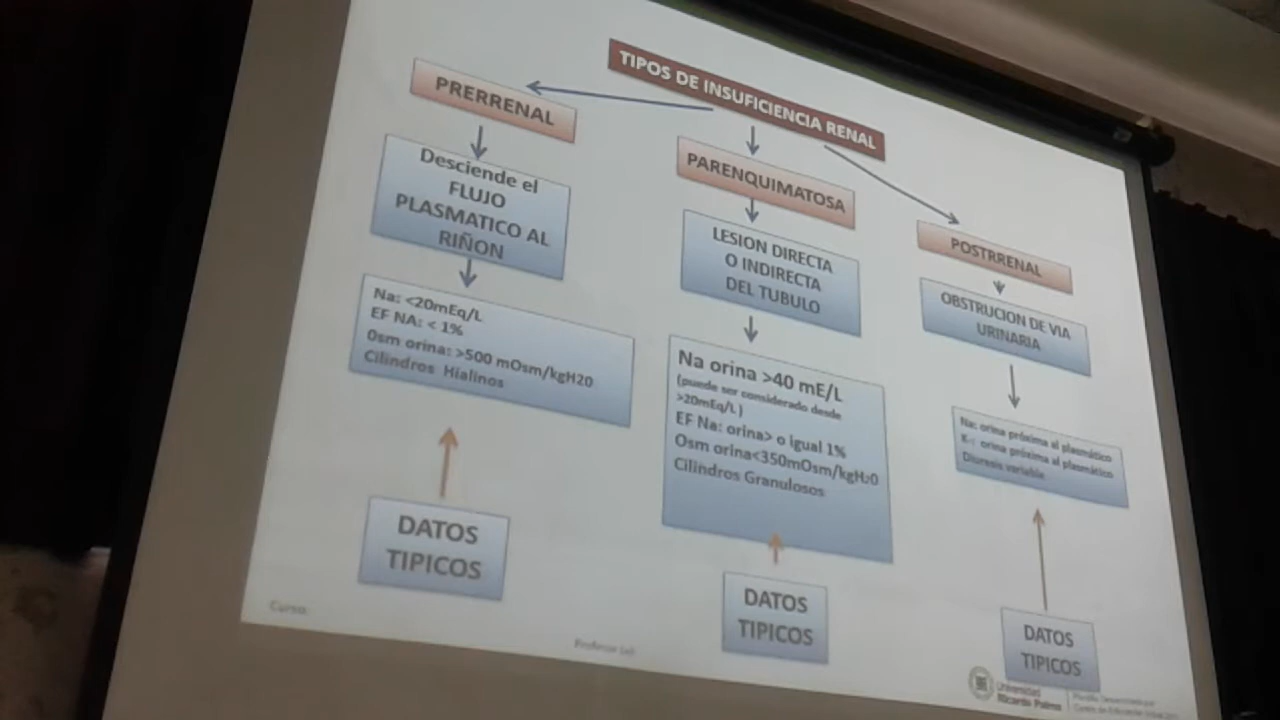 TIPOS DE INSUFICIENCIA RENAL
PRERRENAL
Desciende el
FLUJO
PLASMATICO AL
RIÑON
Na: <20mEq/L
EF NA: < 1%
Osm orina: >500 mOsm/kgH20
Cilindros Hialinos
DATOS
TIPICOS
PARENQUIMATOSA
LESION DIRECTA
O INDIRECTA
DEL TUBULO
Na orina >40 mE/L
(puede ser considerado desde
>20mEq/L )
EF Na: orina> o igual 1%
Osm orina<350mOsm/kgH20
Cilindros Granulosos
DATOS
TIPICOS
POSTRRENAL
OBSTRUCION DE VIA
URINARIA
Na: orina próxima al plasmático
K-: orina próxima al plasmático
Diuresis variable
DATOS
TIPICOS
Curso:
Profesor (a):
Universidad
Ricardo Palma